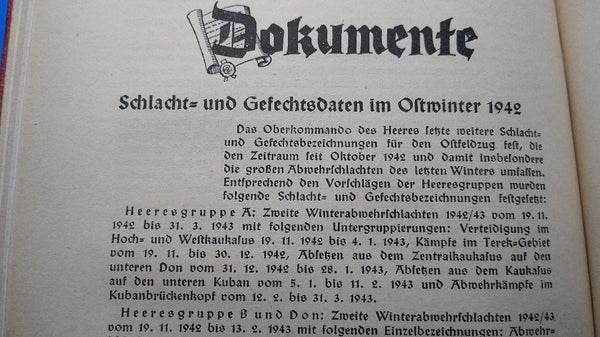 Dokumente
Schlacht- und Gefechtsdaten im Ostwinter 1942
Das Oberkommando des Heeres setzte weitere Schlacht-
und Gefechtsbezeichnungen für den Ostfeldzug fest, die
den Zeitraum seit Oktober 1942 und damit insbesondere
die großen Abwehrschlachten des letzten Winters umfassen.
Entsprechend den Vorschlägen der Heeresgruppen wurden
folgende Schlacht- und Gefechtsbezeichnungen festgesetzt:
Heeresgruppe A: Zweite Winterabwehrschlachten 1942/43 vom 19. 11.
1942 bis 31. 3. 1943 mit folgenden Untergruppierungen: Verteidigung im
Hoch- und Westkaukasus 19. 11. 1942 bis 4. 1. 1943, Kämpfe im Terek-Gebiet
vom 19. 11. bis 30. 12. 1942, Absetzen aus dem Zentralkaukasus auf den
unteren Don vom 31. 12. 1942 bis 28. 1. 1943, Absetzen aus dem Kaukasus
auf den unteren Kuban vom 5. 1. bis 11. 2. 1943 und Abwehrkämpfe im
Kubanbrückenkopf vom 12. 2. bis 31. 3. 1943.
Heeresgruppe B und Don: Zweite Winterabwehrschlachten 1942/43
vom 19. 11 1942 bis 13. 2. 1943 mit folgenden Einzelbezeichnungen: Abwehr-